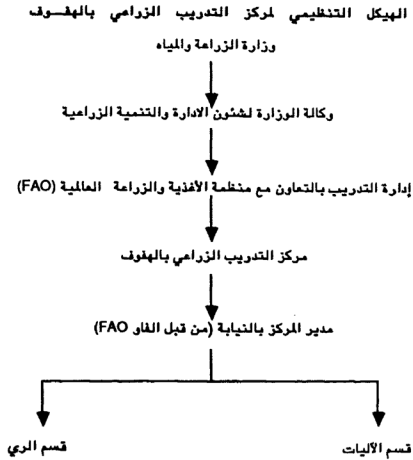 الهيكل التنظيمي لمركز التدريب الزراعي بالهفوف
وزارة الزراعة والمياه
وكالة الوزارة لشئون الادارة والتنمية الزراعية
إدارة التدريب بالتعاون مع منظمة الأغذية والزراعة العالمية (FAO)
مركز التدريب الزراعي بالهفوف
مدير المركز بالنيابة (من قبل الفاو FAO)
قسم الآليات
قسم الري